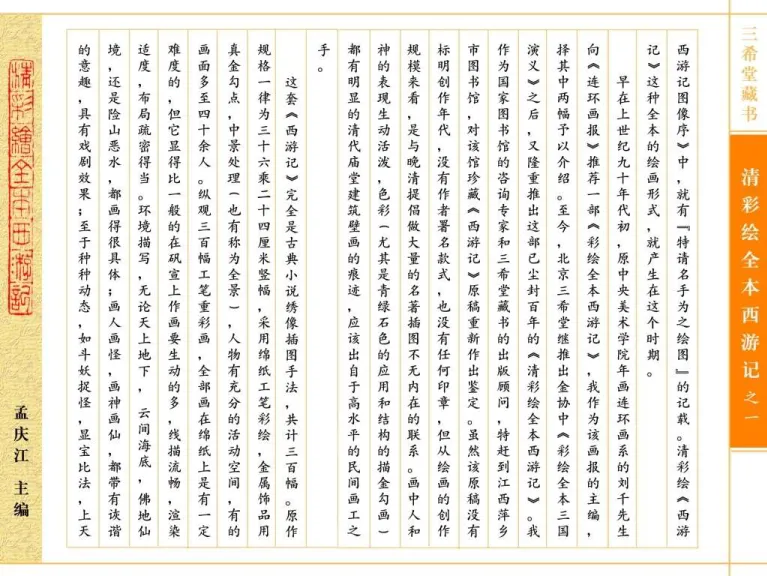 三希堂藏书
清彩绘全本西游记之一
西游记图像序》中，就有『特请名手为之绘图』的记载。清彩绘《西游
记》这种全本的绘画形式，就产生在这个时期。
早在上世纪九十年代初，原中央美术学院年画连环画系的刘千先生
向《连环画报》推荐一部《彩绘全本西游记》，我作为该画报的主编，
择其中两幅予以介绍。至今，北京三希堂继推出金协中《彩绘全本三国
演义》之后，又隆重推出这部已尘封百年的《清彩绘全本西游记》。我
作为国家图书馆的咨询专家和三希堂藏书的出版顾问，特赶到江西萍乡
市图书馆，对该馆珍藏《西游记》原稿重新作出鉴定。虽然该原稿没有
标明创作年代，没有作者署名款式，也没有任何印章，但从绘画的创作
规模来看，是与晚清提倡做大量的名著插图不无内在的联系。画中人和
神的表现生动活泼，色彩（尤其是青绿石色的应用和结构的描金勾画）
都有明显的清代庙堂建筑壁画的痕迹，应该出自于高水平的民间画工之
手。
这套《西游记》完全是古典小说绣像插图手法，共计三百幅。原作
规格一律为三十六乘二十四厘米竖幅，采用绵纸工笔彩绘，金属饰品用
真金勾点，中景处理（也有称为全景），人物有充分的活动空间，有的
画面多至四十余人。纵观三百幅工笔重彩画，全部画在绵纸上是有一定
难度的，但它显得比一般的在矾宣上作画要生动的多，线描流畅，渲染
适度，布局疏密得当。环境描写，无论天上地下，云间海底，佛地仙
境，还是险山恶水，都画得很具体；画人画怪，画神画仙，都带有诙谐
的意趣，具有戏剧效果；至于种种动态，如斗妖捉怪，显宝比法，上天
精彩繪全本西游記
孟庆江 主编